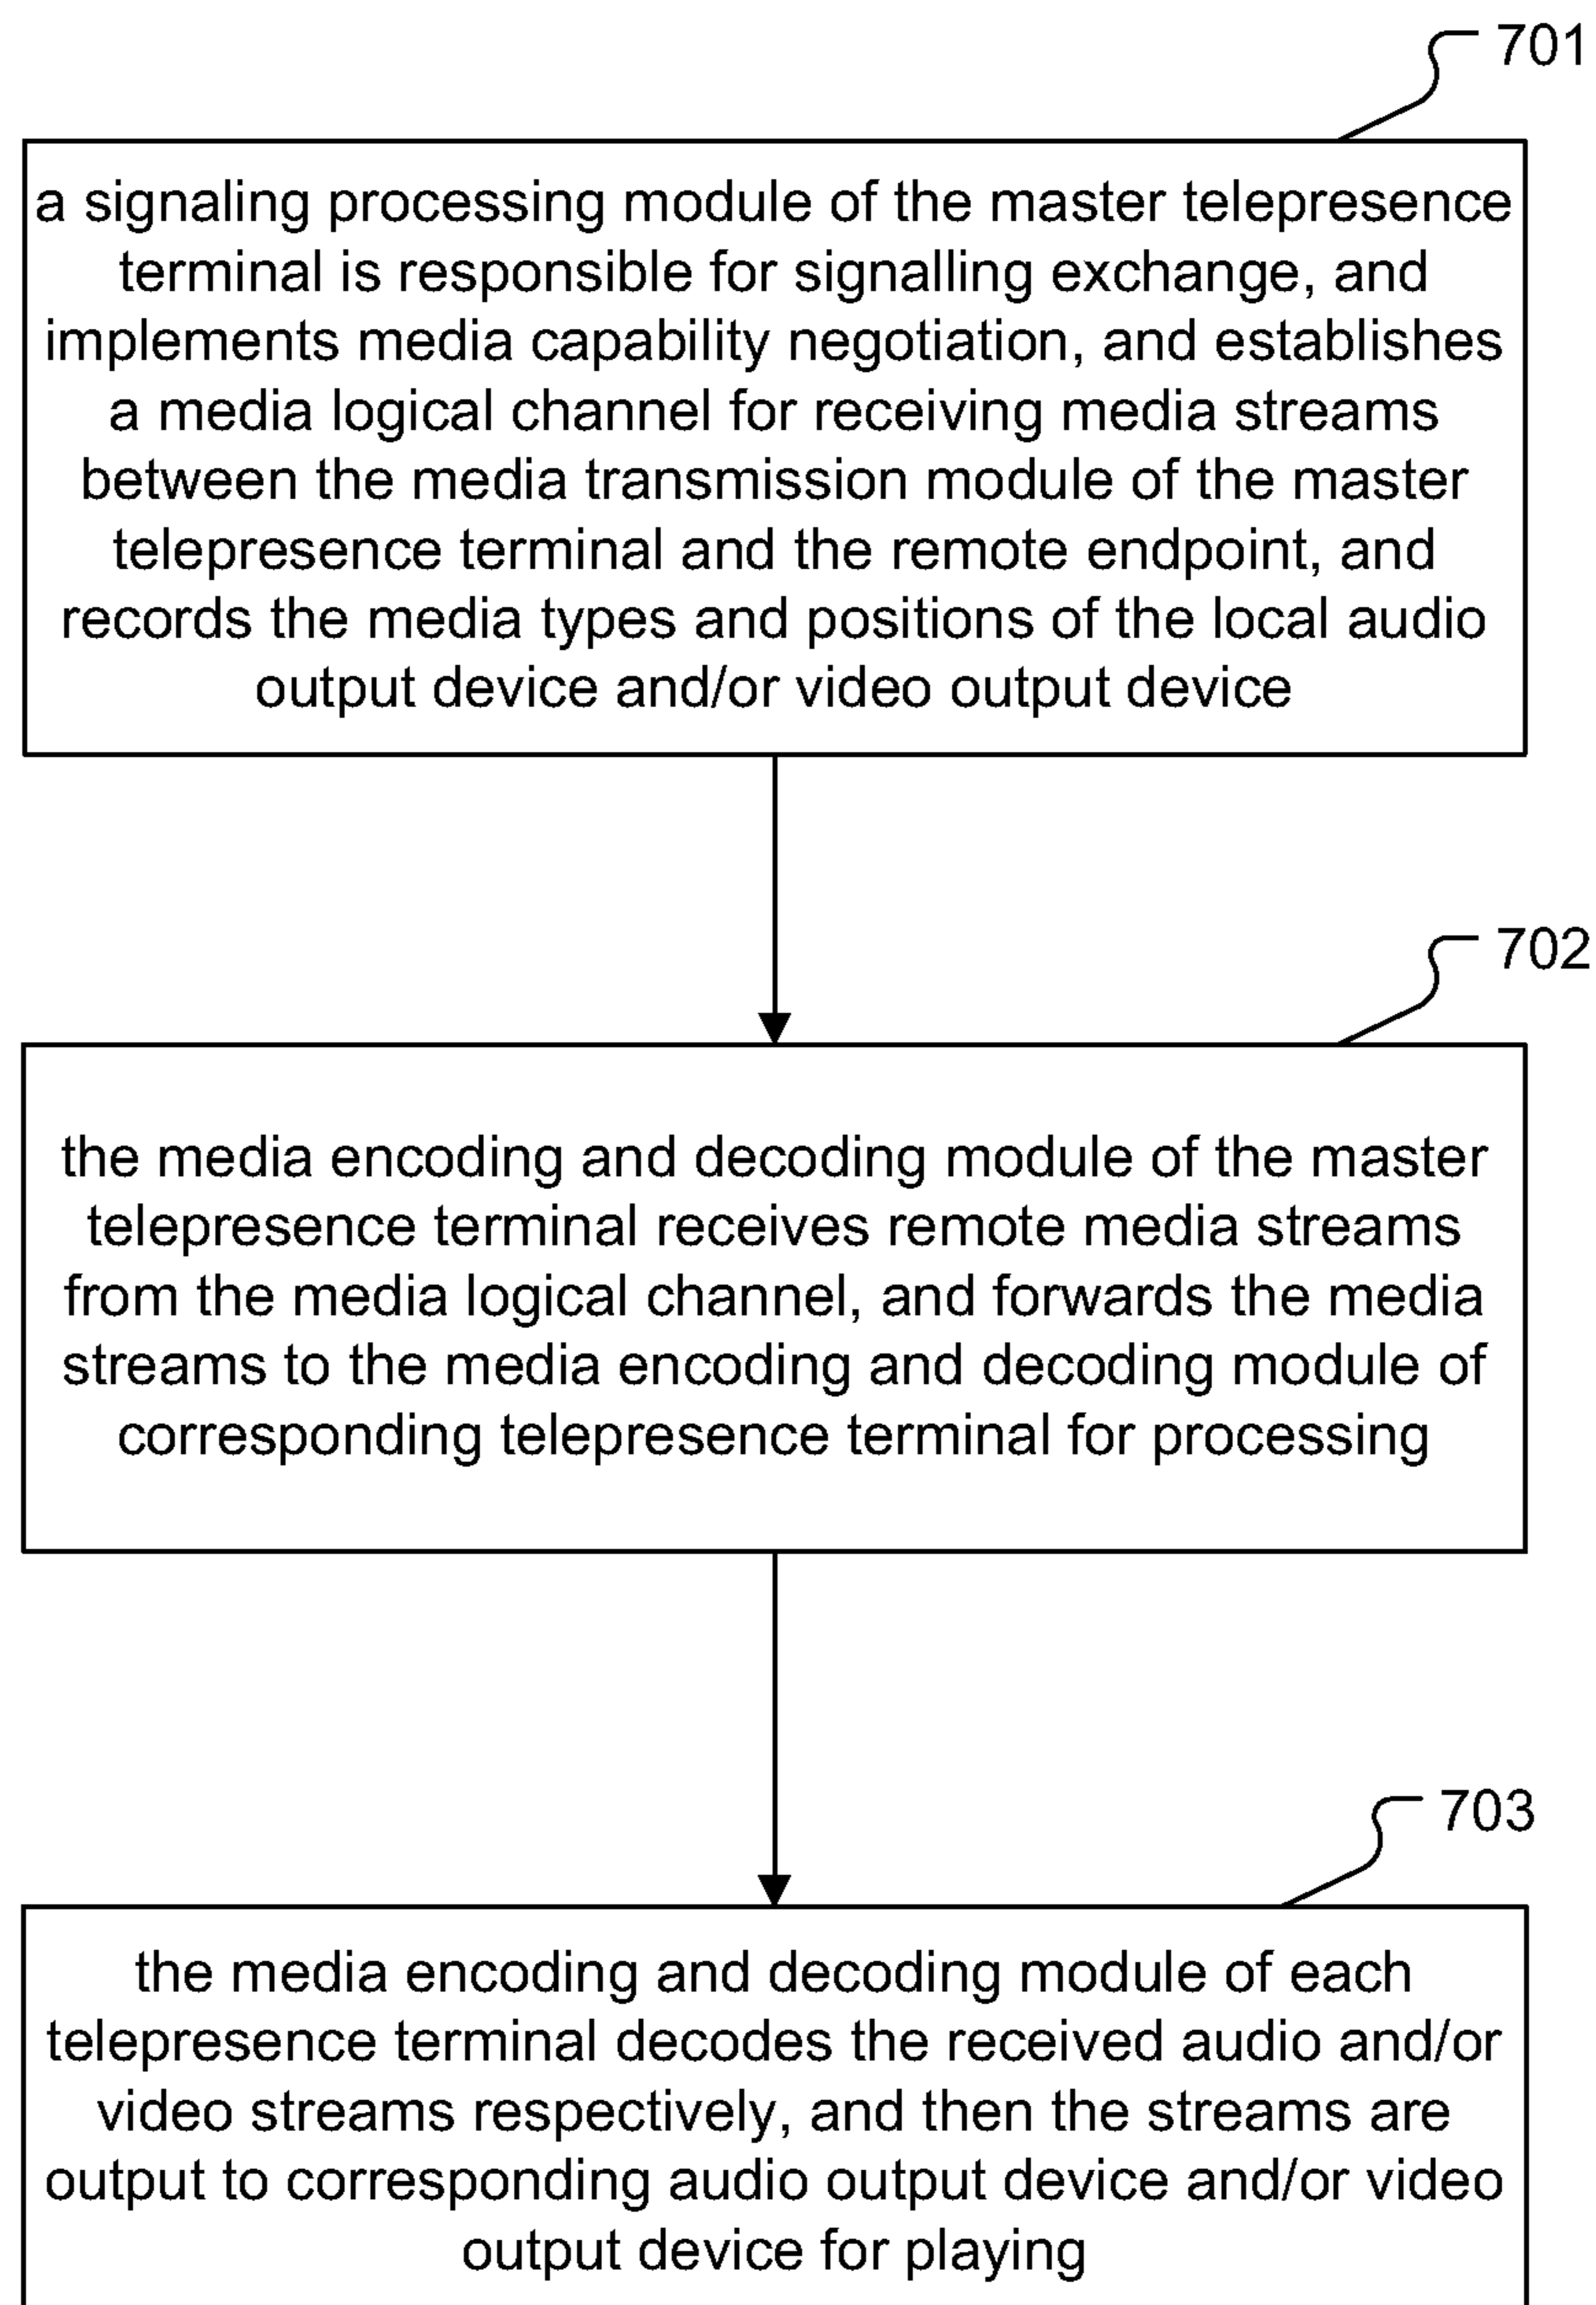 701
a signaling processing module of the master telepresence
terminal is responsible for signalling exchange, and
implements media capability negotiation, and establishes
a media logical channel for receiving media streams
between the media transmission module of the master
telepresence terminal and the remote endpoint, and
records the media types and positions of the local audio
output device and/or video output device
702
the media encoding and decoding module of the master
telepresence terminal receives remote media streams
from the media logical channel, and forwards the media
streams to the media encoding and decoding module of
corresponding telepresence terminal for processing
703
the media encoding and decoding module of each
telepresence terminal decodes the received audio and/or
video streams respectively, and then the streams are
output to corresponding audio output device and/or video
output device for playing